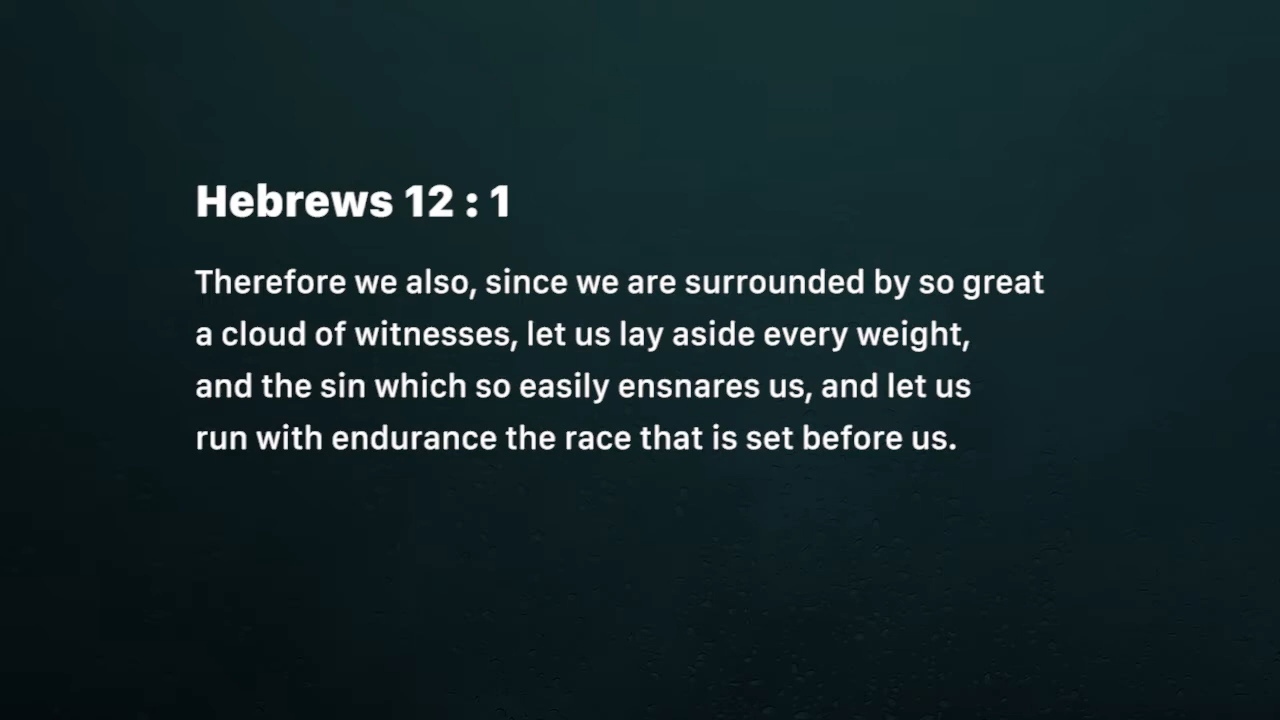 Hebrews 12 : 1
Therefore we also, since we are surrounded by so great
a cloud of witnesses, let us lay aside every weight,
and the sin which so easily ensnares us, and let us
run with endurance the race that is set before us.